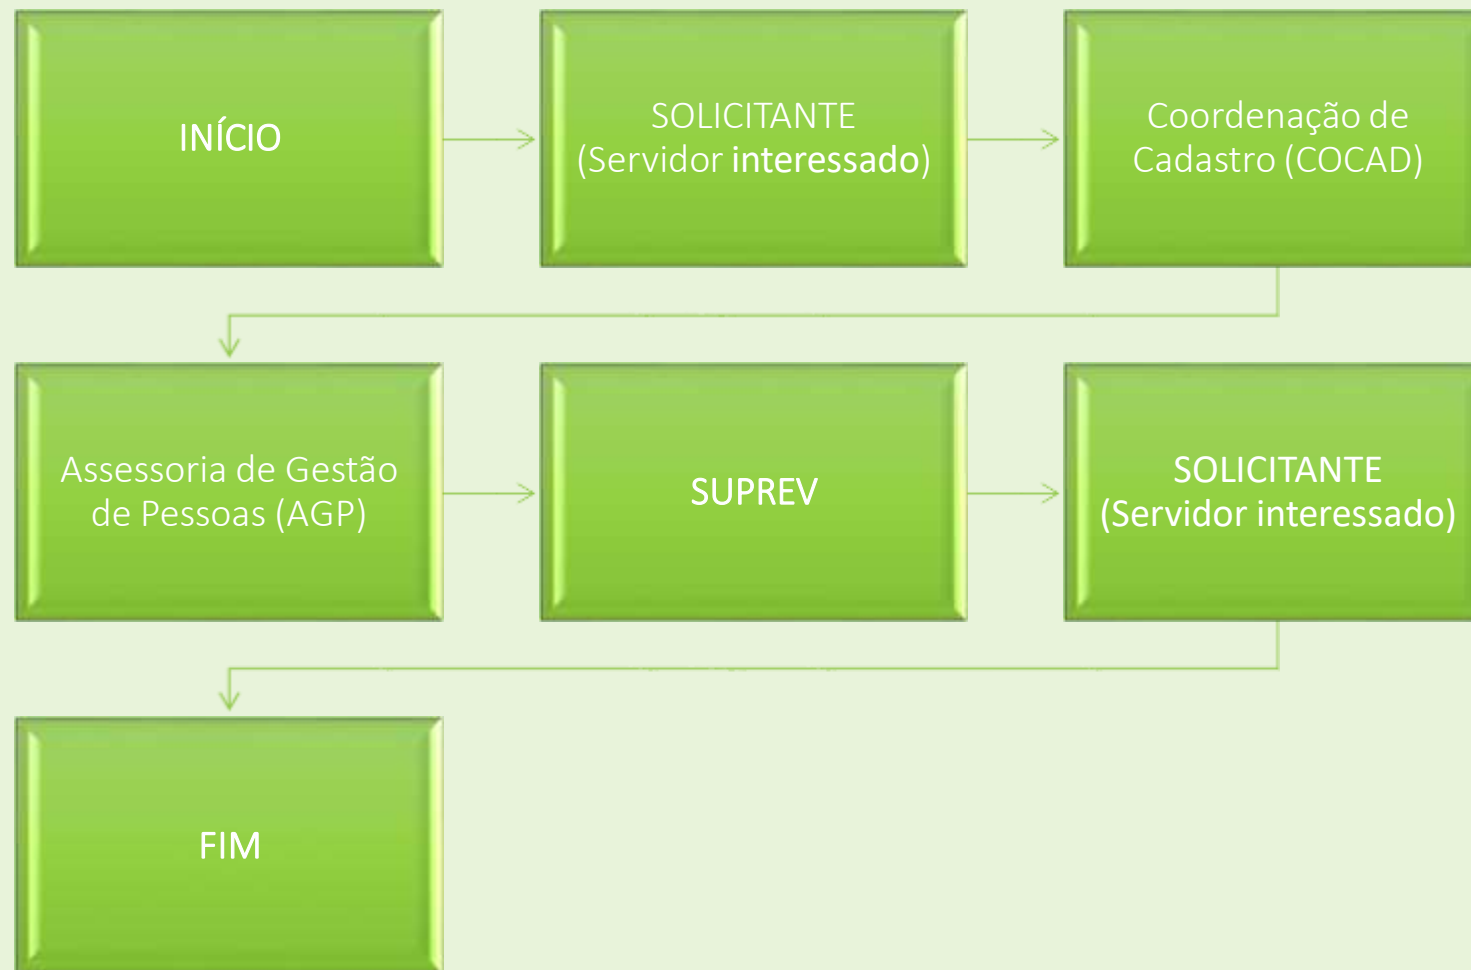 INÍCIO
SOLICITANTE
(Servidor interessado)
Coordenação de
Cadastro (COCAD)
Assessoria de Gestão
de Pessoas (AGP)
SUPREV
SOLICITANTE
(Servidor interessado)
FIM